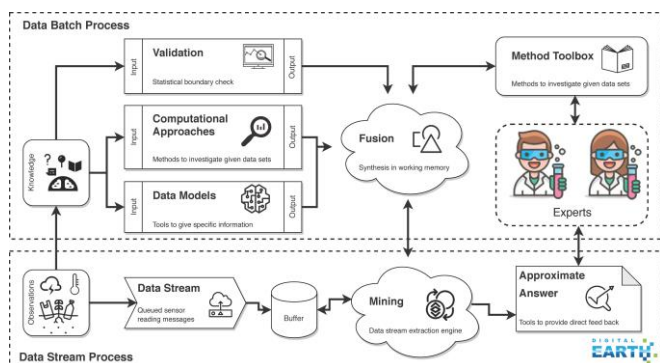 Data Batch Process
Input
Validation
Statistical boundary check
Output
Input
Computational
Approaches
Methods to investigate given data sets
Output
Input
Data Models
Tools to give specific information
Output
Knowledge
?
Fusion
Synthesis in working memory
Method Toolbox
Methods to investigate given data sets
Experts
Observations
Data Stream
Queued sensor
reading messages
Buffer
Mining
Data stream extraction engine
Approximate
Answer
Tools to provide direct feed back
Data Stream Process
DIGITAL
EARTH